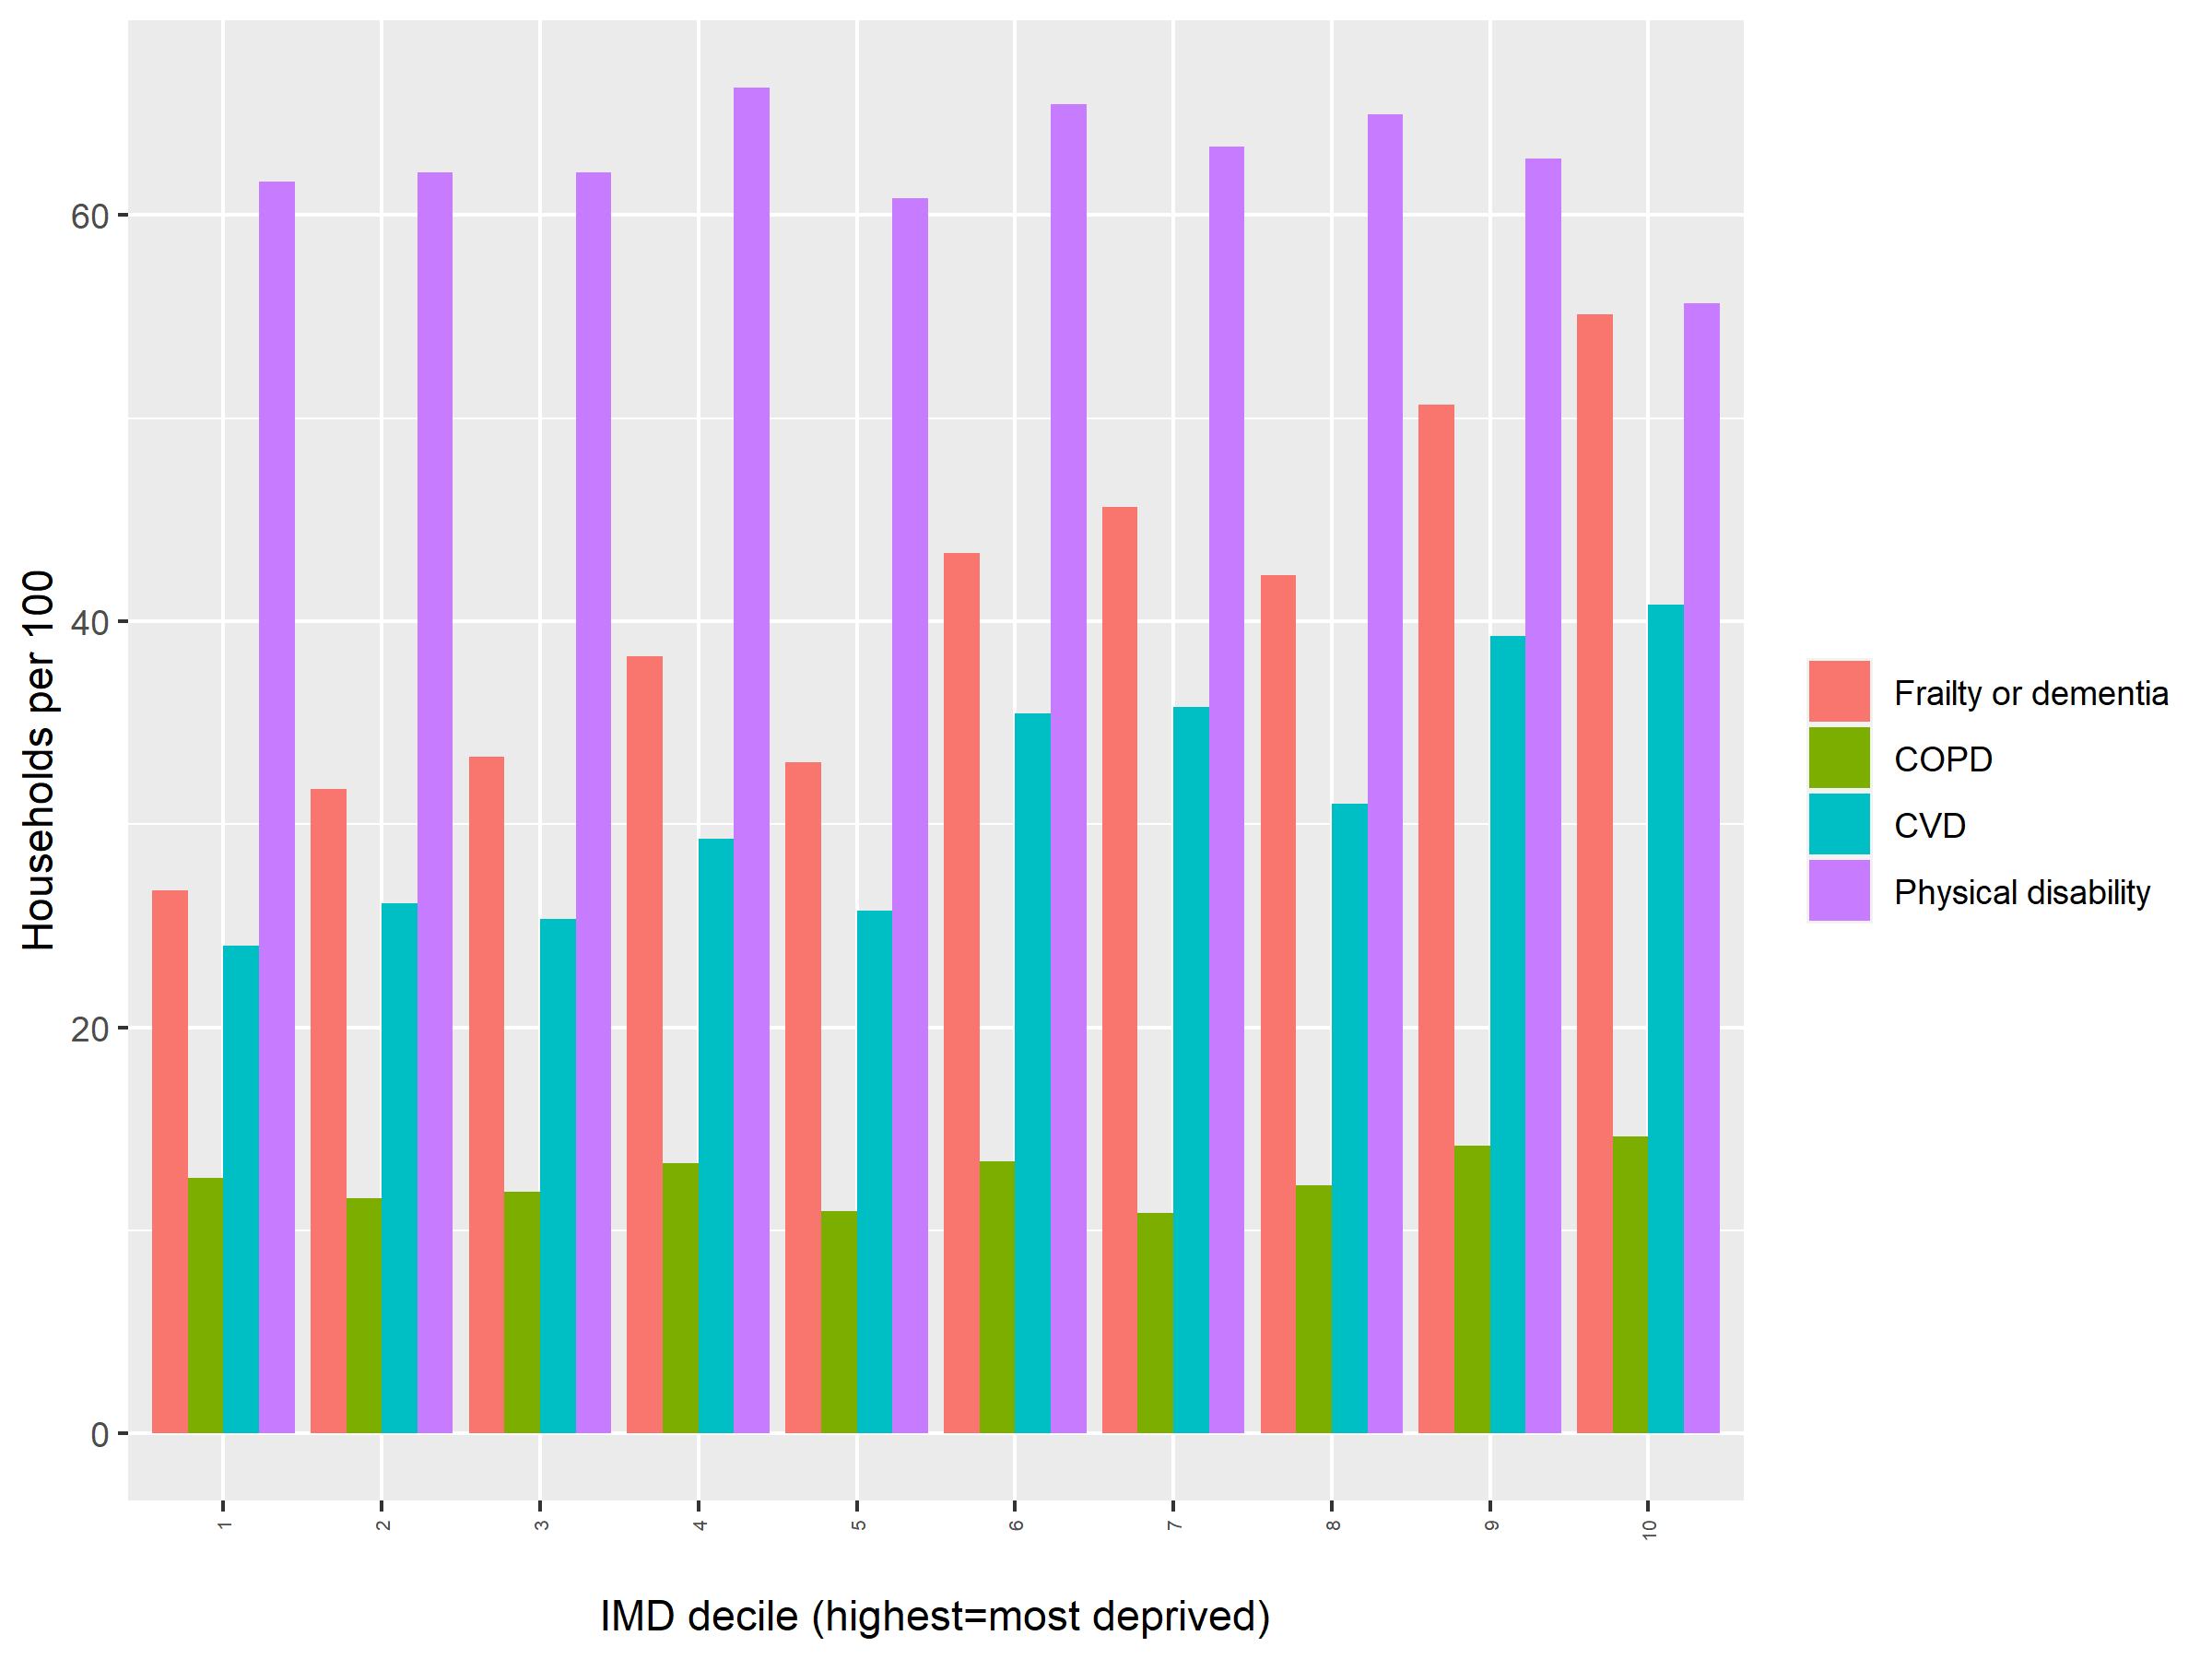 Households per 100
60
40
20
0
1 2 3 4 5 6 7 8 9 10
IMD decile (highest=most deprived)
Frailty or dementia
COPD
CVD
Physical disability